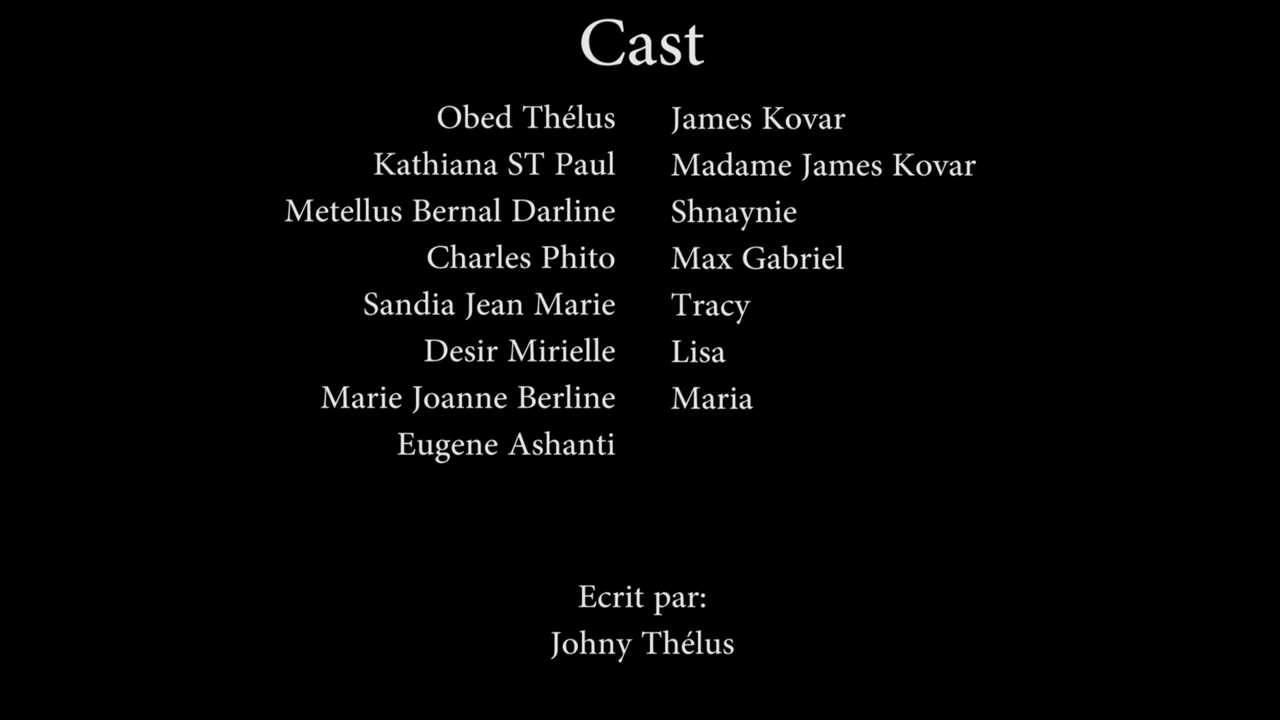 Cast
Obed Thélus James Kovar
Kathiana ST Paul Madame James Kovar
Metellus Bernal Darline Shnaynie
Charles Phito Max Gabriel
Sandia Jean Marie Tracy
Desir Mirielle Lisa
Marie Joanne Berline Maria
Eugene Ashanti
Ecrit par:
Johny Thélus